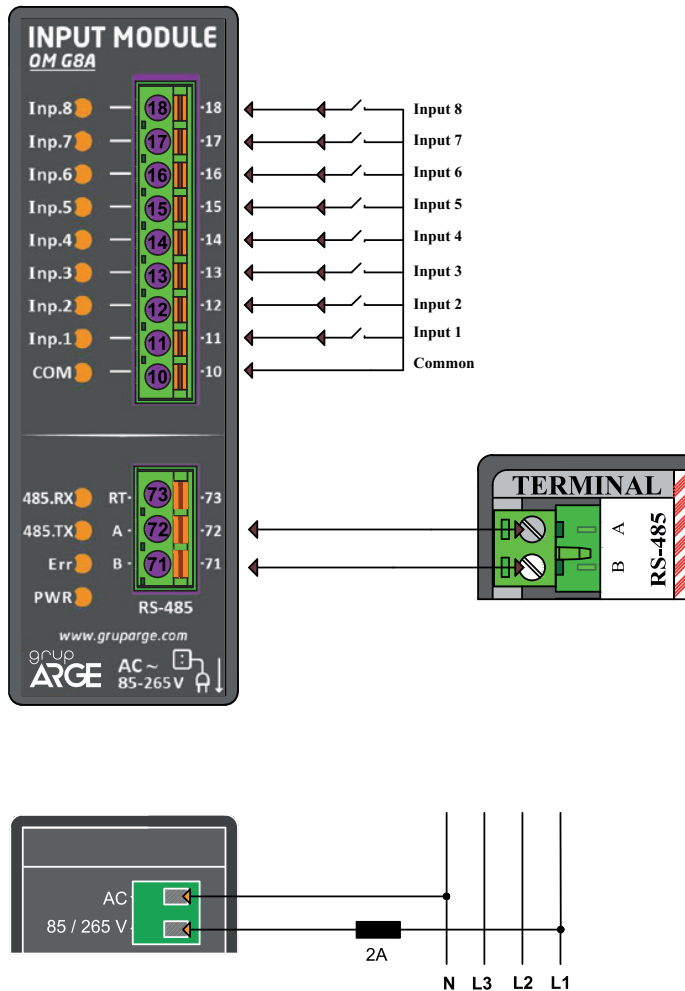 INPUT MODULE
OM G8A
Inp.8 18 ·18 Input 8
Inp.7 17 ·17 Input 7
Inp.6 16 ·16 Input 6
Inp.5 15 ·15 Input 5
Inp.4 14 ·14 Input 4
Inp.3 13 ·13 Input 3
Inp.2 12 ·12 Input 2
Inp.1 11 ·11 Input 1
COM 10 ·10 Common
TERMINAL
485.RX RT· 73 ·73
485.TX A · 72 ·72 A
Err B · 71 ·71 B
RS-485
PWR
RS-485
www.gruparge.com
grup
ARGE
AC ~
85-265V
AC
85 / 265 V
2A
N L3 L2 L1